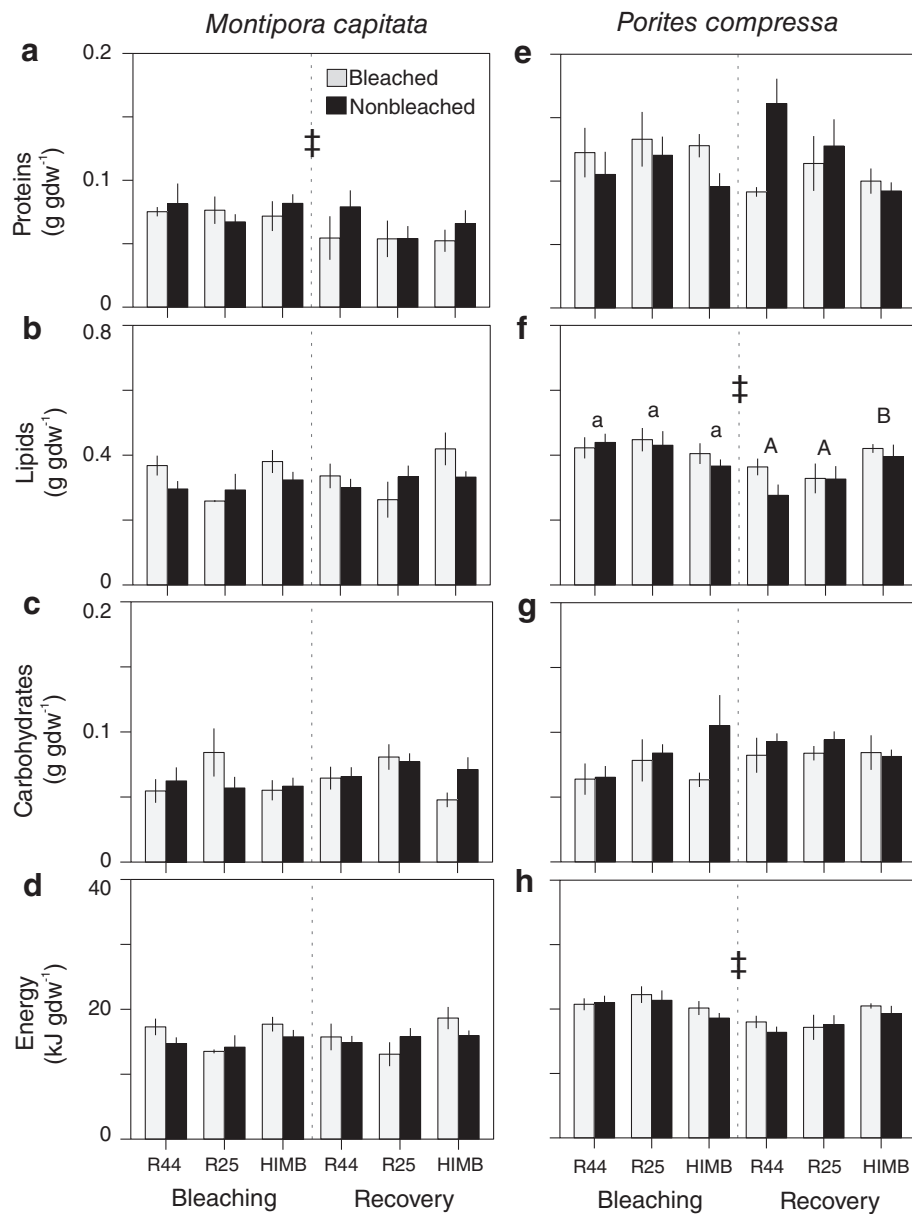 Montipora capitata
Porites compressa
a
0.2
Bleached
Nonbleached
‡
0.1
Proteins
(g gdw-1)
0
e
b
0.8
0.4
Lipids
(g gdw-1)
0
f
‡
a
a
a
A
A
B
c
0.2
0.1
Carbohydrates
(g gdw-1)
0
g
d
40
20
Energy
(kJ gdw-1)
0
h
‡
R44 R25 HIMB R44 R25 HIMB
Bleaching Recovery
R44 R25 HIMB R44 R25 HIMB
Bleaching Recovery